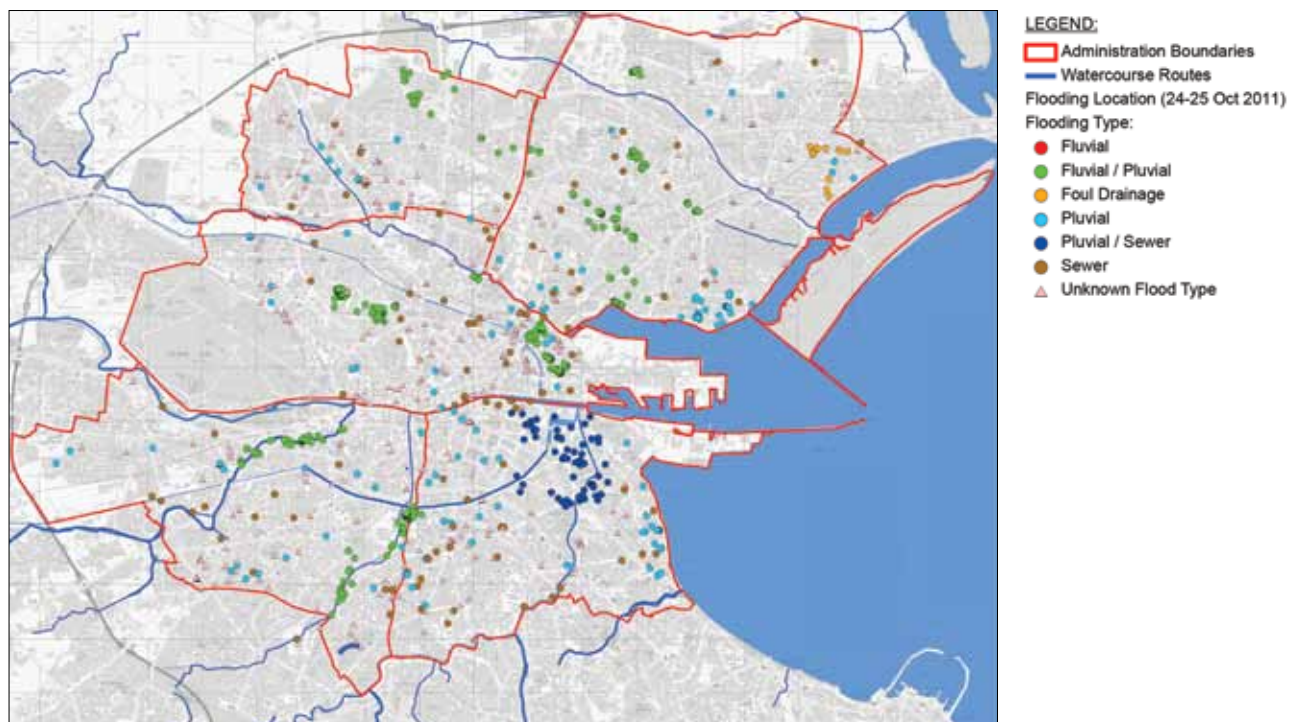 LEGEND:
Administration Boundaries
Watercourse Routes
Flooding Location (24-25 Oct 2011)
Flooding Type:
Fluvial
Fluvial / Pluvial
Foul Drainage
Pluvial
Pluvial / Sewer
Sewer
Unknown Flood Type